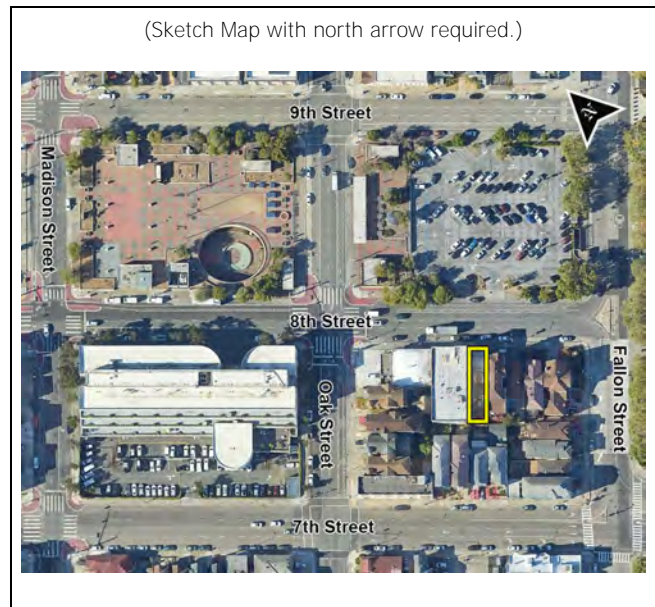 (Sketch Map with north arrow required.)
9th Street
Madison Street
8th Street
Oak Street
Fallon Street
7th Street